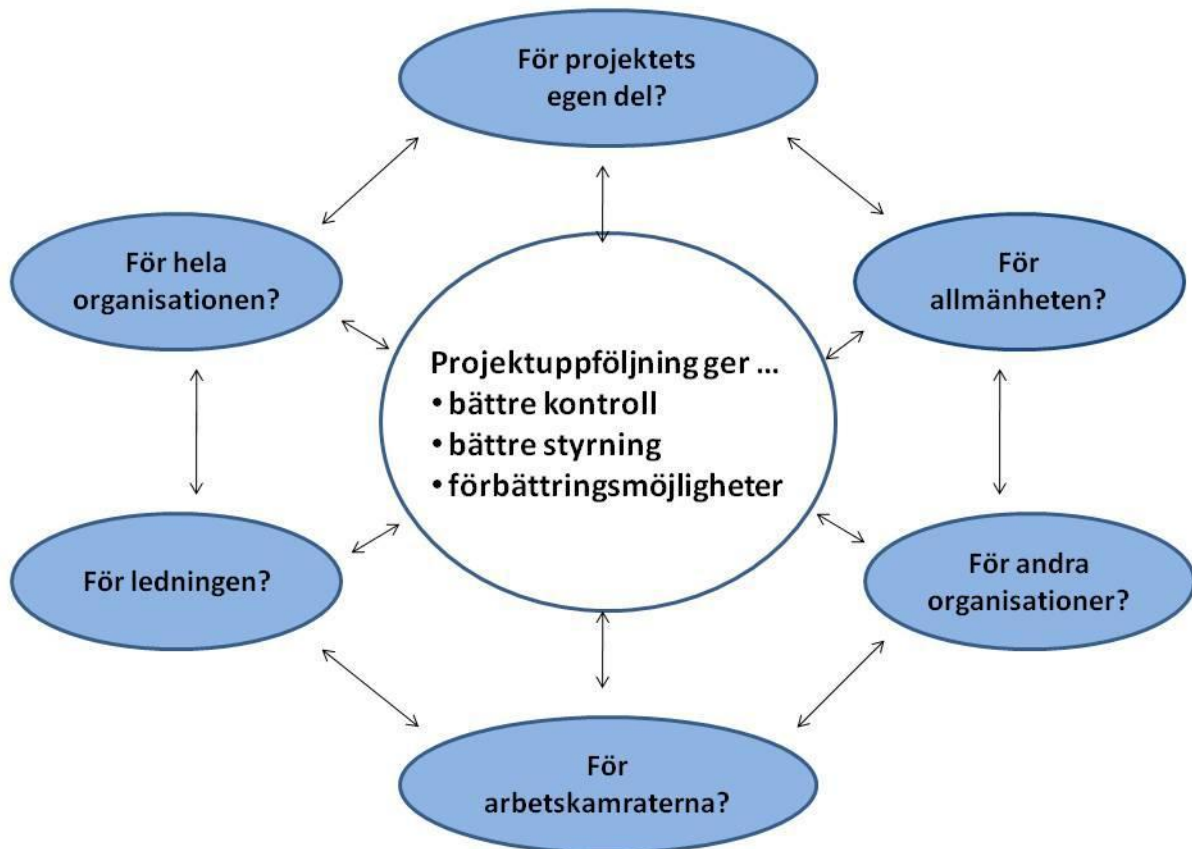 För projektets
egen del?
För hela
organisationen?
För
allmänheten?
Projektuppföljning ger ...
• bättre kontroll
• bättre styrning
• förbättringsmöjligheter
För ledningen?
För andra
organisationer?
För
arbetskamraterna?